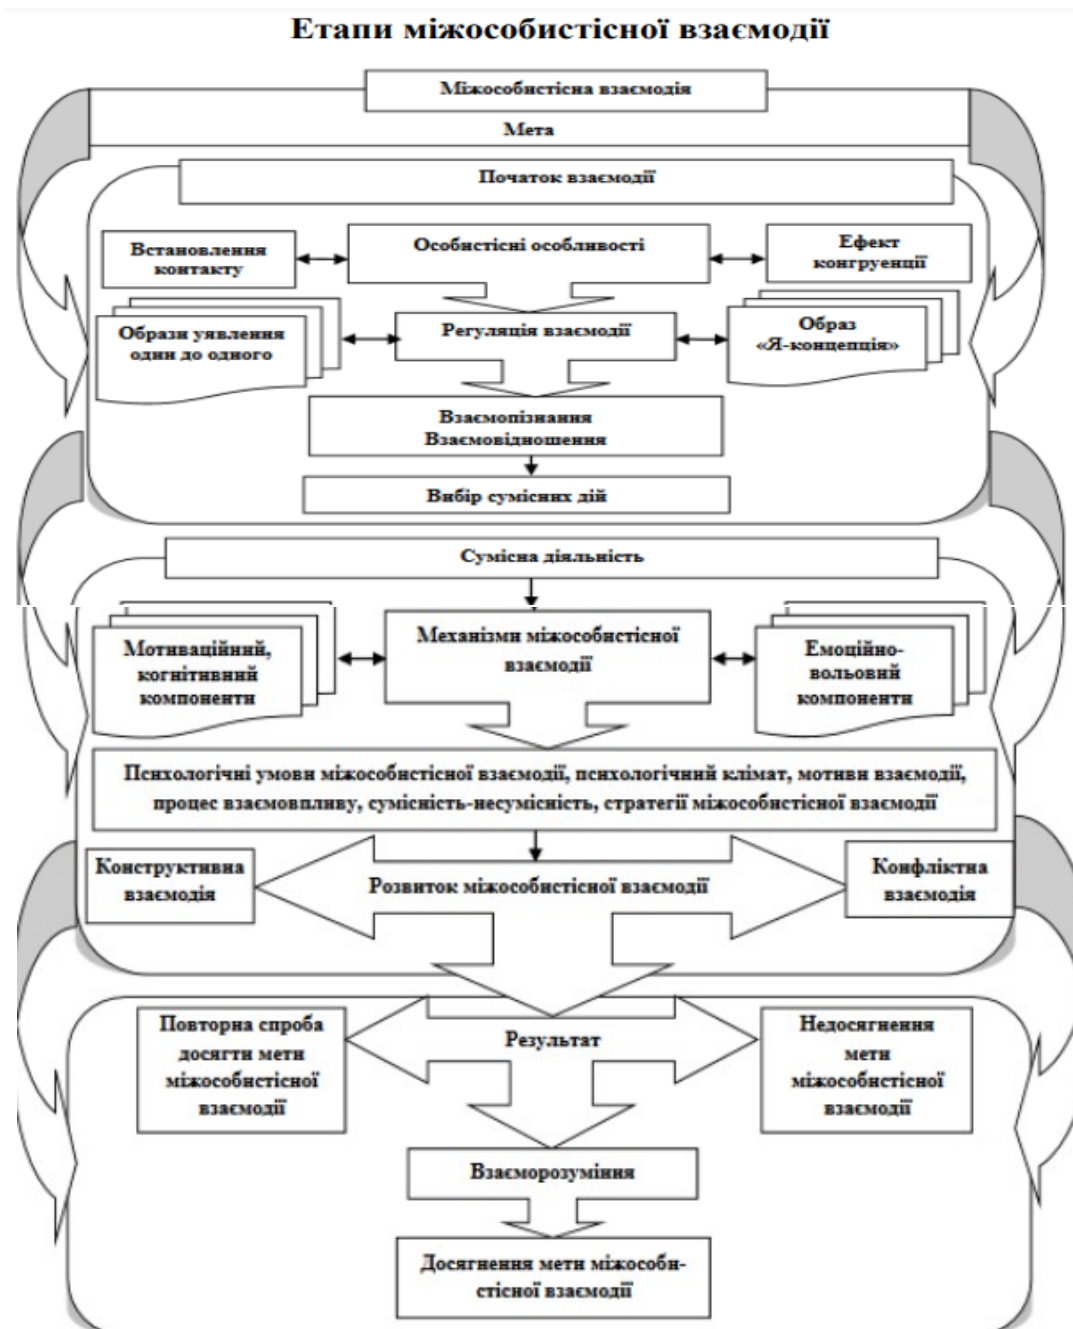 Етапи міжособистісної взаємодії
Міжособистісна взаємодія
Мета
Початок взаємодії
Встановлення
контакту
Особистісні особливості
Ефект
конгруенції
Образи уявлення
один до одного
Регуляція взаємодії
Образ
«Я-концепція»
Взаємопізнання
Взаємовідношення
Вибір сумісних дій
Сумісна діяльність
Мотиваційний,
когнітивний
компоненти
Механізми міжособистісної
взаємодії
Емоційно-
вольовий
компоненти
Психологічні умови міжособистісної взаємодії, психологічний клімат, мотиви взаємодії,
процес взаємовпливу, сумісність-несумісність, стратегії міжособистісної взаємодії
Конструктивна
взаємодія
Розвиток міжособистісної взаємодії
Конфліктна
взаємодія
Повторна спроба
досягти мети
міжособистісної
взаємодії
Результат
Недосягнення
мети
міжособистісної
взаємодії
Взаєморозуміння
Досягнення мети міжособи-
стісної взаємодії